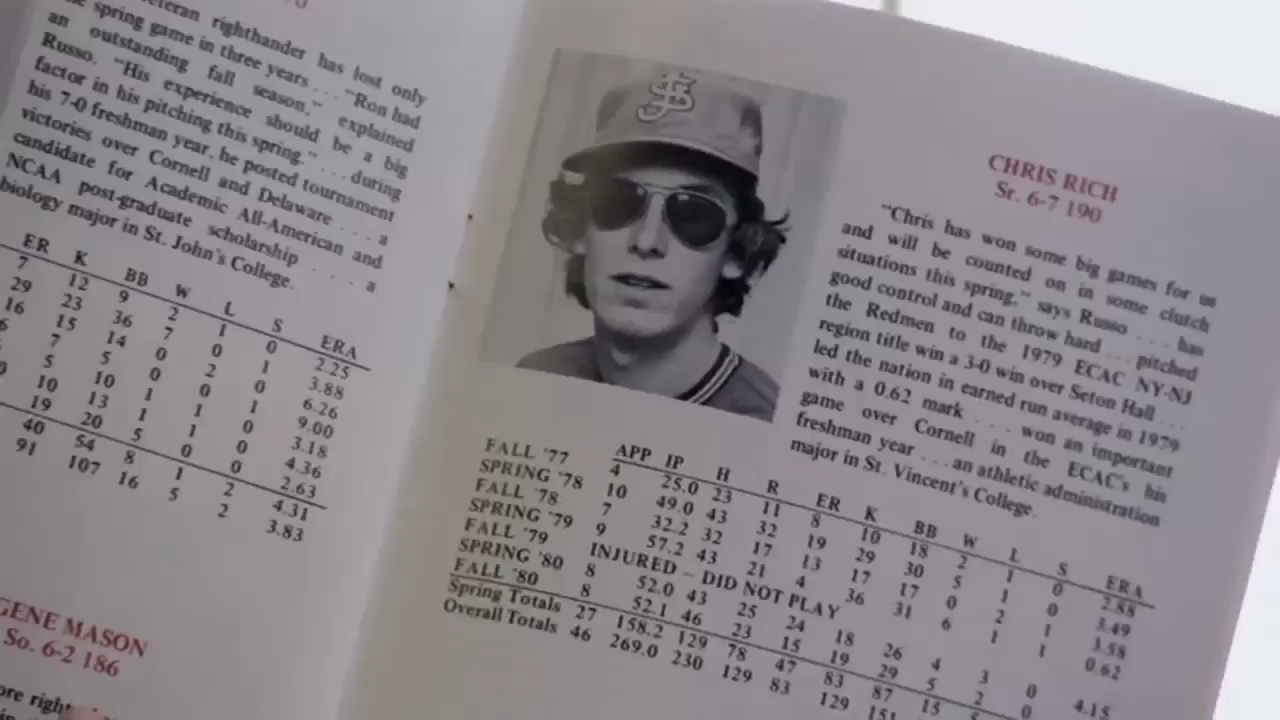 righthander has lost only
spring game in three years . . . "Ron had
an outstanding fall season," explained
Russo. "His experience should be a big
factor in his pitching this spring." . . . during
his 7-0 freshman year, he posted tournament
victories over Cornell and Delaware . . . . a
candidate for Academic All-American and
NCAA post-graduate scholarship . . . . a
biology major in St. John's College.
ER K BB W L S ERA
7 12 9 2 1 0 2.25
29 23 36 7 0 1 3.88
16 15 14 0 2 0 6.26
7 5 0 0 1 9.00
5 10 1 1 0 3.18
10 13 1 1 0 4.36
19 20 5 0 0 2.63
40 54 8 1 2 4.31
91 107 16 5 2 3.83
GENE MASON
So. 6-2 186
SJ
CHRIS RICH
Sr. 6-7 190
"Chris has won some big games for us
and will be counted on in some clutch
situations this spring," says Russo . . . . has
good control and can throw hard . . . pitched
the Redmen to the 1979 ECAC NY-NJ
region title win a 3-0 win over Seton Hall . . . .
led the nation in earned run average in 1979
with a 0.62 mark . . . . won an important
game over Cornell in the ECAC's his
freshman year . . . an athletic administration
major in St. Vincent's College.
APP IP H R ER K BB W L S ERA
FALL '77 4 25.0 23 11 8 10 18 2 1 0 2.88
SPRING '78 10 49.0 43 32 19 29 30 5 1 0 3.49
FALL '78 7 32.2 32 17 13 17 17 0 2 1 3.58
SPRING '79 9 57.2 43 21 4 36 31 6 1 1 0.62
FALL '79 INJURED – DID NOT PLAY
SPRING '80 8 52.0 43 25 24 18 26 4 3 0 4.15
FALL '80 8 52.1 46 23 15 19 29 5 2 0
Spring Totals 27 158.2 129 78 47 83 87 15
Overall Totals 46 269.0 230 129 83 129 151